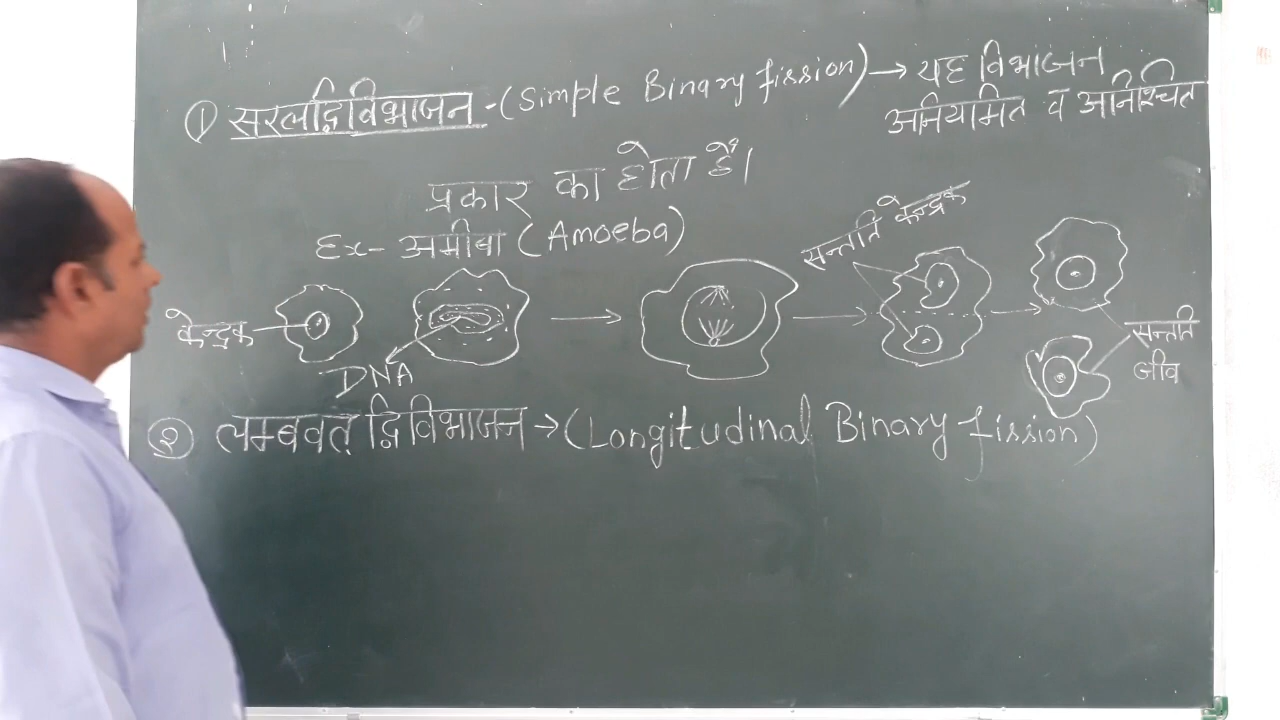 ① सरलद्विविभाजन - (Simple Binary fission) → यह विभाजन
अनियमित व अनिश्चित
प्रकार का होता है।
Ex- अमीबा (Amoeba)
सन्तति केन्द्रक
केन्द्रक
DNA
सन्तति
जीव
② लम्बवत् द्विविभाजन → (Longitudinal Binary fission)